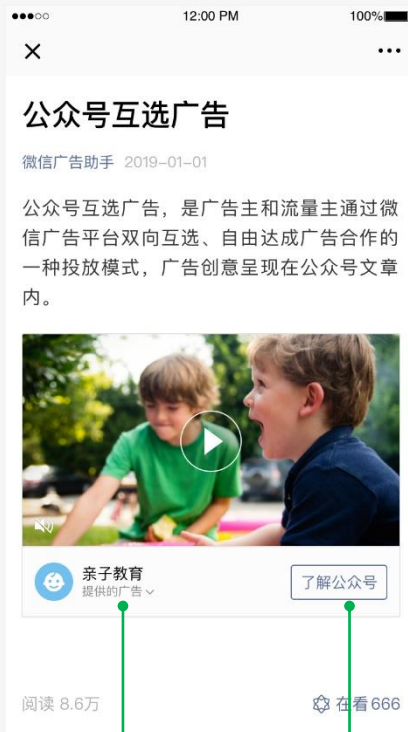 12:00 PM 100%
公众号互选广告
微信广告助手 2019-01-01
公众号互选广告，是广告主和流量主通过微
信广告平台双向互选、自由达成广告合作的
一种投放模式，广告创意呈现在公众号文章
内。
亲子教育
提供的广告
了解公众号
阅读 8.6万 在看 666